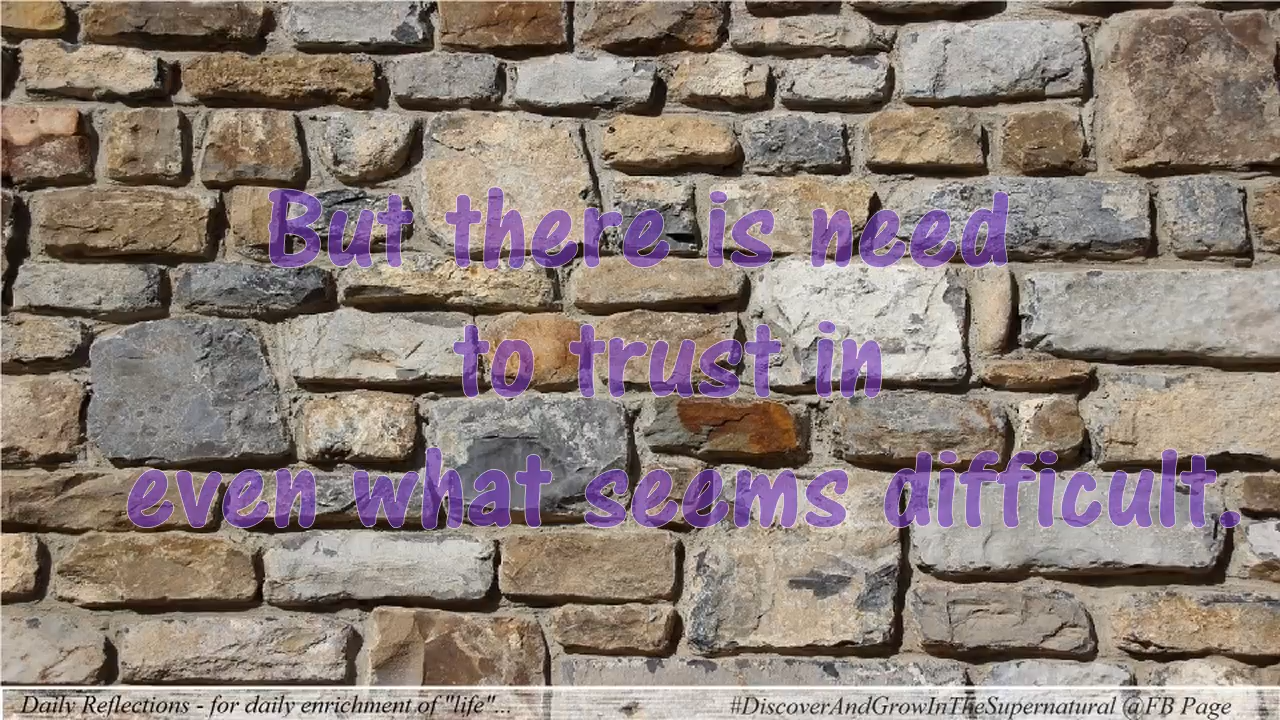 But there is need
to trust in
even what seems difficult.
Daily Reflections - for daily enrichment of "life"...
#DiscoverAndGrowInTheSupernatural @FB Page